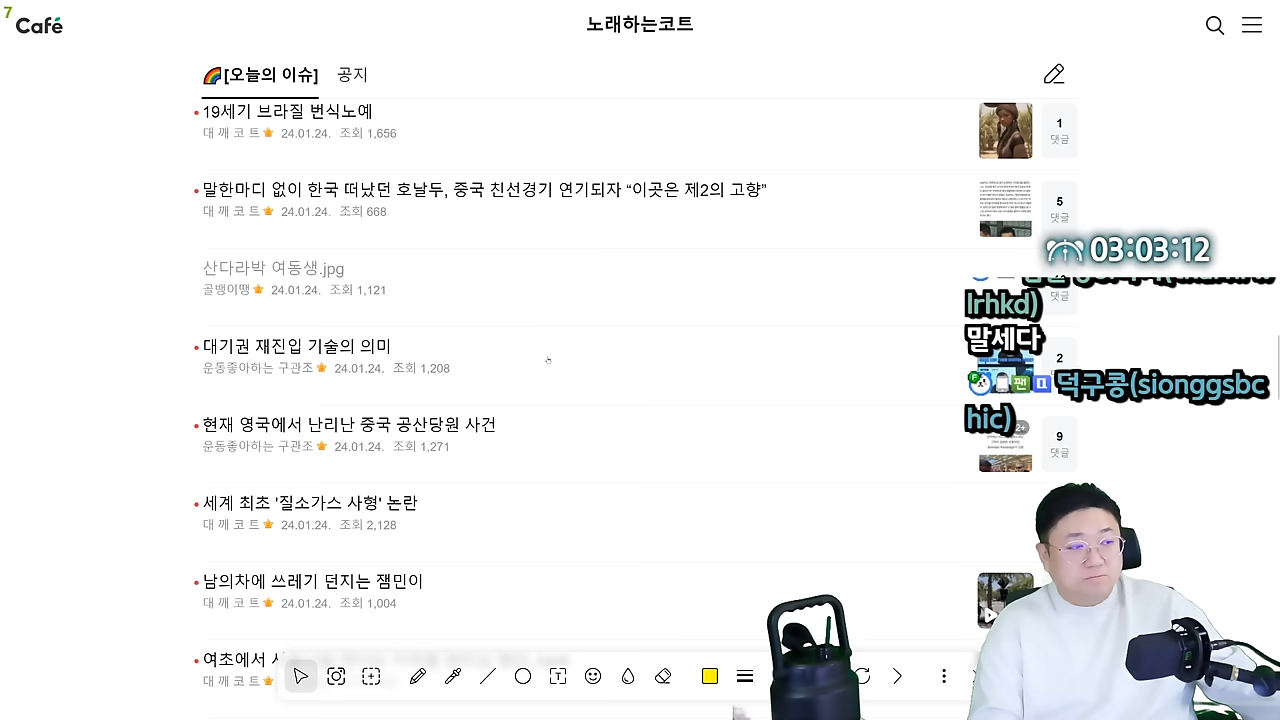 7
Café
노래하는코트
🌈[오늘의 이슈]
공지
19세기 브라질 번식노예
대 깨 코 트 24.01.24. 조회 1,656
1
댓글
말한마디 없이 왔다 떠났던 호날두, 중국 친선경기 연기되자 “이곳은 제2의 고향”
대 깨 코 트 24.01.24. 조회 686
5
댓글
03:03:12
산다라박 여동생.jpg
골뱅이땡 24.01.24. 조회 1,121
댓글
lrhkd)
말세다
대기권 재진입 기술의 의미
운동좋아하는 구루조 24.01.24. 조회 1,208
2
덕구콩(sionggsbc
hic)
현재 영국에서 난리난 중국 공산당원 사건
운동좋아하는 구루조 24.01.24. 조회 1,271
2+
9
댓글
세계 최초 '질소가스 사형' 논란
대 깨 코 트 24.01.24. 조회 2,128
남의차에 쓰레기 던지는 잼민이
대 깨 코 트 24.01.24. 조회 1,004
여초에서
대 깨 코 트